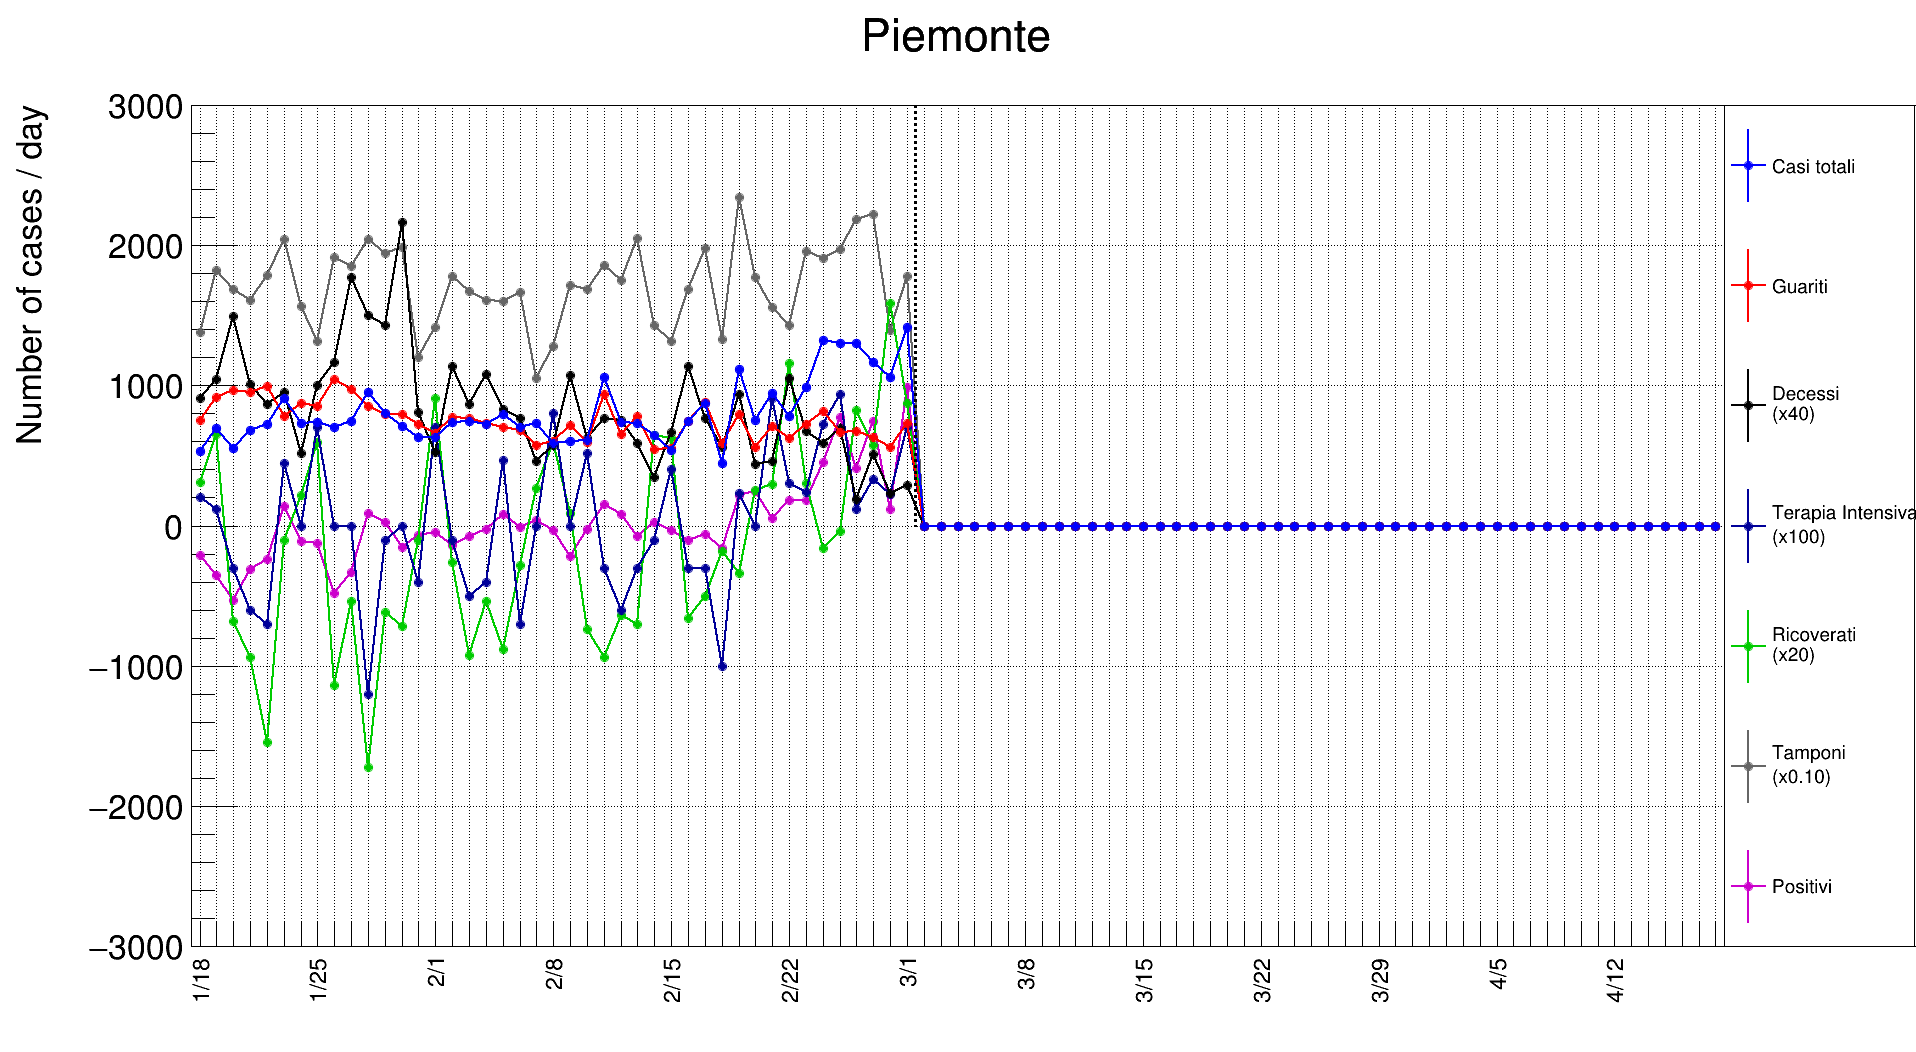 Piemonte
Number of cases / day
3000
2000
1000
0
−1000
−2000
−3000
1/18
1/25
2/1
2/8
2/15
2/22
3/1
3/8
3/15
3/22
3/29
4/5
4/12
Casi totali
Guariti
Decessi
(x40)
Terapia Intensiva
(x100)
Ricoverati
(x20)
Tamponi
(x0.10)
Positivi